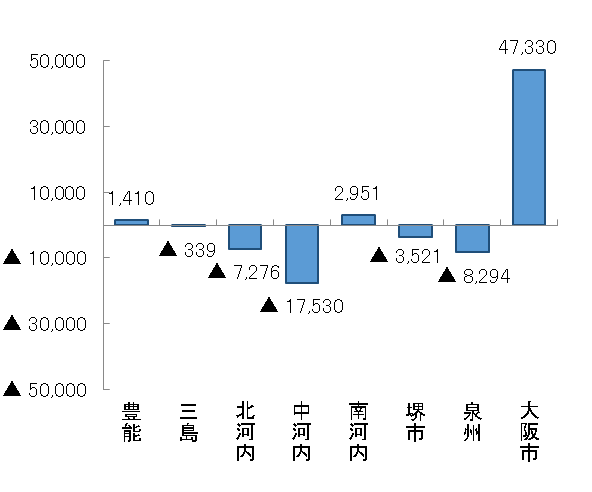 47,330
50,000
30,000
10,000
1,410
2,951
▲ 10,000
▲ 339
▲ 7,276
▲ 17,530
▲ 3,521
▲ 8,294
▲ 30,000
▲ 50,000
豊能
三島
北河内
中河内
南河内
堺市
泉州
大阪市